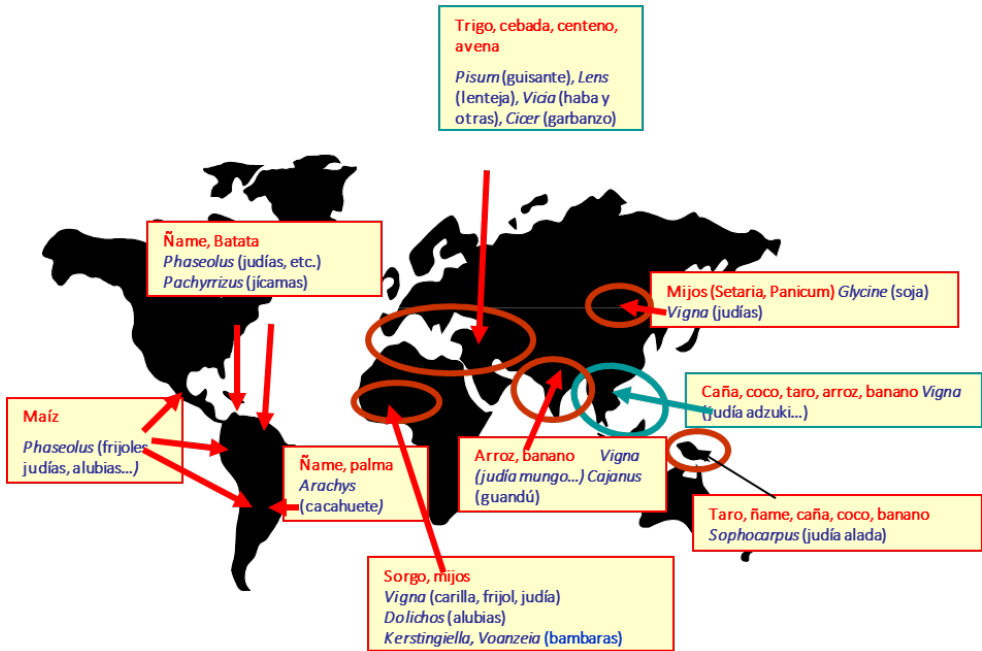 Trigo, cebada, centeno,
avena
Pisum (guisante), Lens
(lenteja), Vicia (haba y
otras), Cicer (garbanzo)
Ñame, Batata
Phaseolus (judías, etc.)
Pachyrrizus (jícamas)
Mijos (Setaria, Panicum) Glycine (soja)
Vigna (judías)
Caña, coco, taro, arroz, banano Vigna
(judía adzuki...)
Maíz
Phaseolus (frijoles
judías, alubias...)
Ñame, palma
Arachys
(cacahuete)
Arroz, banano Vigna
(judía mungo...) Cajanus
(guandú)
Taro, ñame, caña, coco, banano
Sophocarpus (judía alada)
Sorgo, mijos
Vigna (carilla, frijol, judía)
Dolichos (alubias)
Kerstingiella, Voanzeia (bambaras)